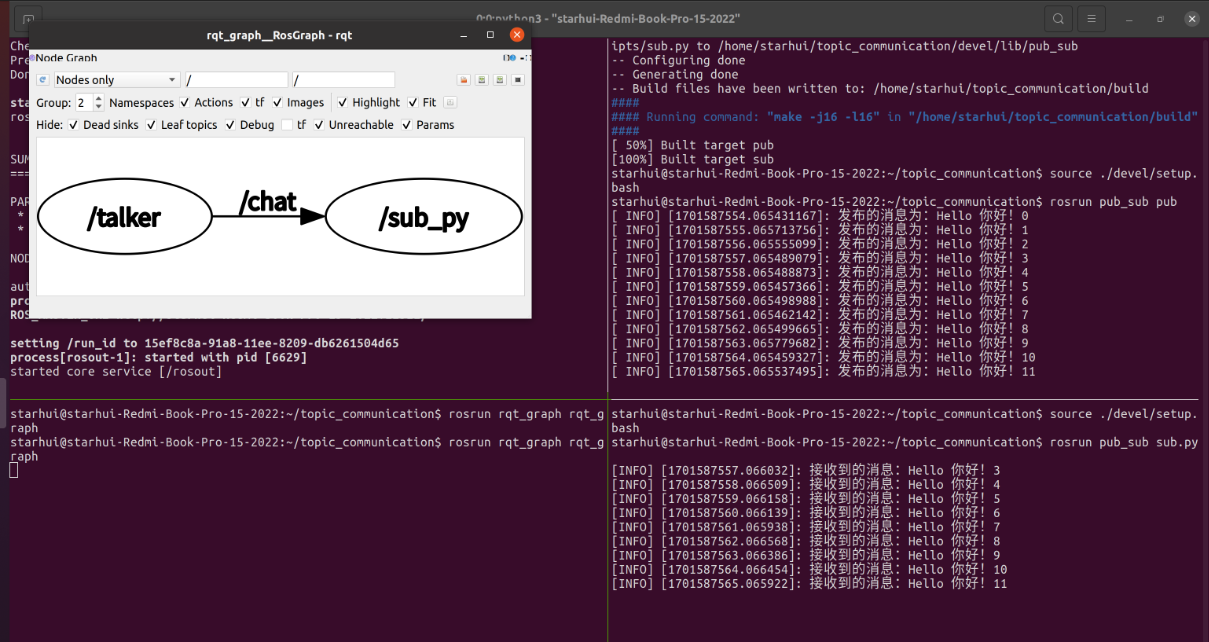 0:0:python3 - "starhui-Redmi-Book-Pro-15-2022"
rqt_graph__RosGraph - rqt
Node Graph
Nodes only
/
/
Group: 2 Namespaces Actions tf Images Highlight Fit
Hide: Dead sinks Leaf topics Debug tf Unreachable Params
/talker
/chat
/sub_py
Che
Pre
Don
sta
ros
SUM
===
PAR
*
*
NOD
aut
pro
setting /run_id to 15ef8c8a-91a8-11ee-8209-db6261504d65
process[rosout-1]: started with pid [6629]
started core service [/rosout]
ipts/sub.py to /home/starhui/topic_communication/devel/lib/pub_sub
-- Configuring done
-- Generating done
-- Build files have been written to: /home/starhui/topic_communication/build
####
#### Running command: "make -j16 -l16" in "/home/starhui/topic_communication/build"
####
[ 50%] Built target pub
[100%] Built target sub
starhui@starhui-Redmi-Book-Pro-15-2022:~/topic_communication$ source ./devel/setup.
bash
starhui@starhui-Redmi-Book-Pro-15-2022:~/topic_communication$ rosrun pub_sub pub
[ INFO] [1701587554.065431167]: 发布的消息为: Hello 你好! 0
[ INFO] [1701587555.065713756]: 发布的消息为: Hello 你好! 1
[ INFO] [1701587556.065555099]: 发布的消息为: Hello 你好! 2
[ INFO] [1701587557.065489079]: 发布的消息为: Hello 你好! 3
[ INFO] [1701587558.065488873]: 发布的消息为: Hello 你好! 4
[ INFO] [1701587559.065457366]: 发布的消息为: Hello 你好! 5
[ INFO] [1701587560.065498988]: 发布的消息为: Hello 你好! 6
[ INFO] [1701587561.065462142]: 发布的消息为: Hello 你好! 7
[ INFO] [1701587562.065499665]: 发布的消息为: Hello 你好! 8
[ INFO] [1701587563.065779682]: 发布的消息为: Hello 你好! 9
[ INFO] [1701587564.065459327]: 发布的消息为: Hello 你好! 10
[ INFO] [1701587565.065537495]: 发布的消息为: Hello 你好! 11
starhui@starhui-Redmi-Book-Pro-15-2022:~/topic_communication$ rosrun rqt_graph rqt_g
raph
starhui@starhui-Redmi-Book-Pro-15-2022:~/topic_communication$ rosrun rqt_graph rqt_g
raph
starhui@starhui-Redmi-Book-Pro-15-2022:~/topic_communication$ source ./devel/setup.
bash
starhui@starhui-Redmi-Book-Pro-15-2022:~/topic_communication$ rosrun pub_sub sub.py
[INFO] [1701587557.066032]: 接收到的消息: Hello 你好! 3
[INFO] [1701587558.066509]: 接收到的消息: Hello 你好! 4
[INFO] [1701587559.066158]: 接收到的消息: Hello 你好! 5
[INFO] [1701587560.066139]: 接收到的消息: Hello 你好! 6
[INFO] [1701587561.065938]: 接收到的消息: Hello 你好! 7
[INFO] [1701587562.066568]: 接收到的消息: Hello 你好! 8
[INFO] [1701587563.066386]: 接收到的消息: Hello 你好! 9
[INFO] [1701587564.066454]: 接收到的消息: Hello 你好! 10
[INFO] [1701587565.065922]: 接收到的消息: Hello 你好! 11